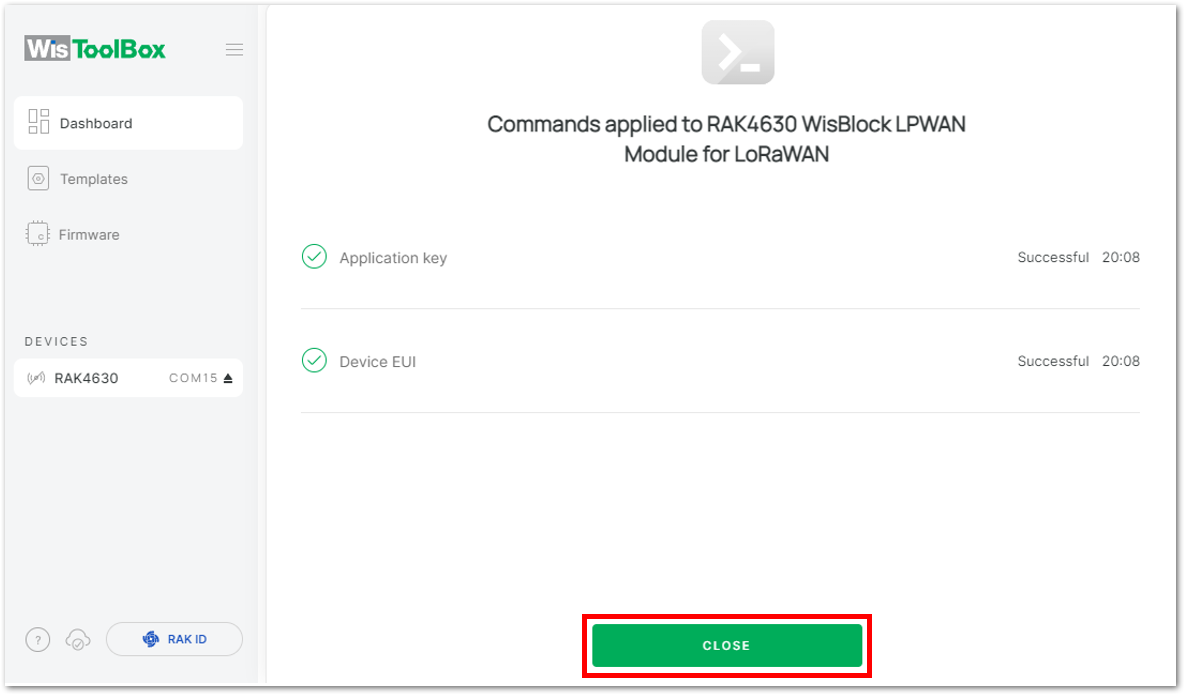 WisToolBox
Dashboard
Templates
Firmware
DEVICES
RAK4630 COM15
? RAK ID
Commands applied to RAK4630 WisBlock LPWAN
Module for LoRaWAN
Application key Successful 20:08
Device EUI Successful 20:08
CLOSE